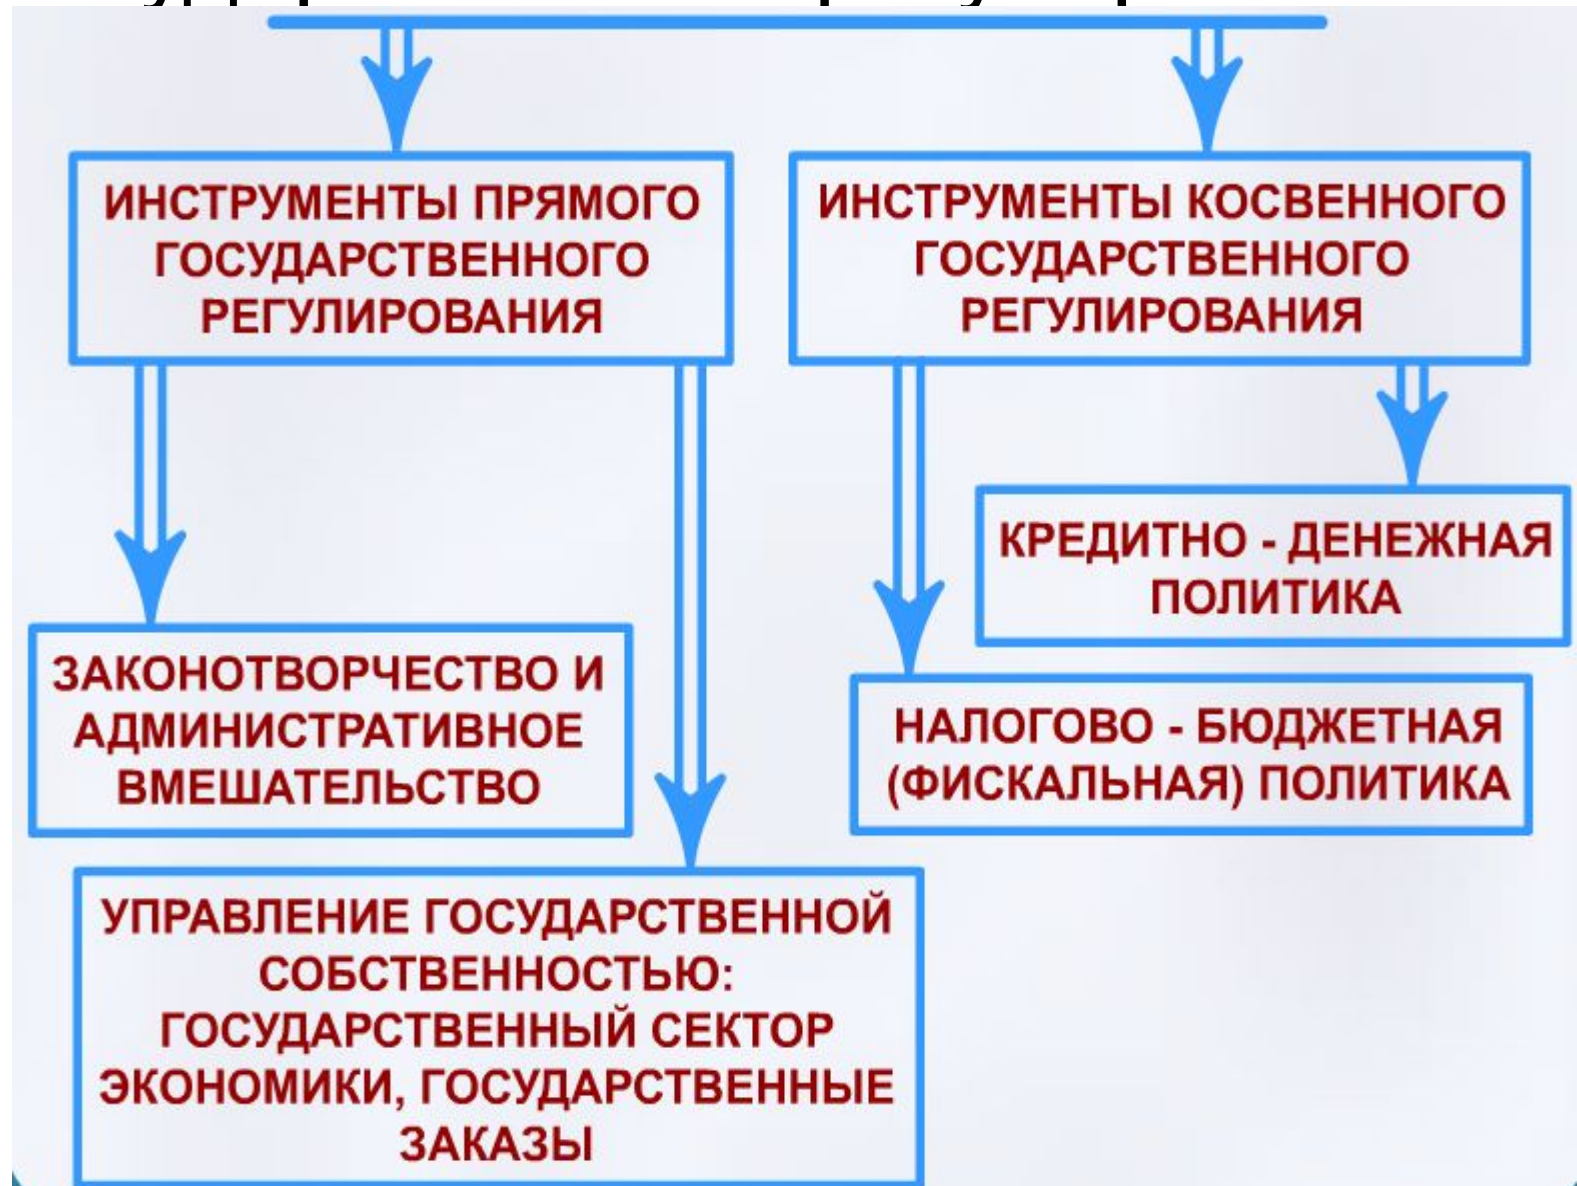 ИНСТРУМЕНТЫ ПРЯМОГО
ГОСУДАРСТВЕННОГО
РЕГУЛИРОВАНИЯ
ИНСТРУМЕНТЫ КОСВЕННОГО
ГОСУДАРСТВЕННОГО
РЕГУЛИРОВАНИЯ
КРЕДИТНО - ДЕНЕЖНАЯ
ПОЛИТИКА
ЗАКОНОТВОРЧЕСТВО И
АДМИНИСТРАТИВНОЕ
ВМЕШАТЕЛЬСТВО
НАЛОГОВО - БЮДЖЕТНАЯ
(ФИСКАЛЬНАЯ) ПОЛИТИКА
УПРАВЛЕНИЕ ГОСУДАРСТВЕННОЙ
СОБСТВЕННОСТЬЮ:
ГОСУДАРСТВЕННЫЙ СЕКТОР
ЭКОНОМИКИ, ГОСУДАРСТВЕННЫЕ
ЗАКАЗЫ